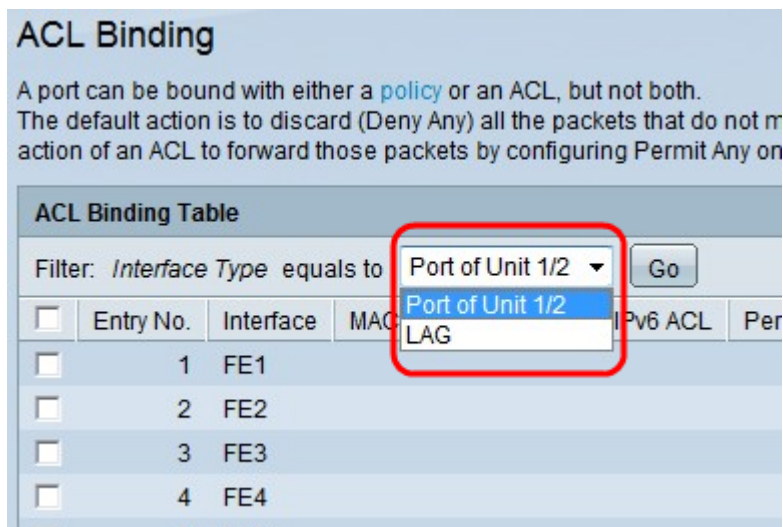 ACL Binding
A port can be bound with either a policy or an ACL, but not both.
The default action is to discard (Deny Any) all the packets that do not
action of an ACL to forward those packets by configuring Permit Any on
ACL Binding Table
Filter: Interface Type equals to Port of Unit 1/2 Go
Port of Unit 1/2
LAG
Entry No. Interface MAC IPv6 ACL
1 FE1
2 FE2
3 FE3
4 FE4